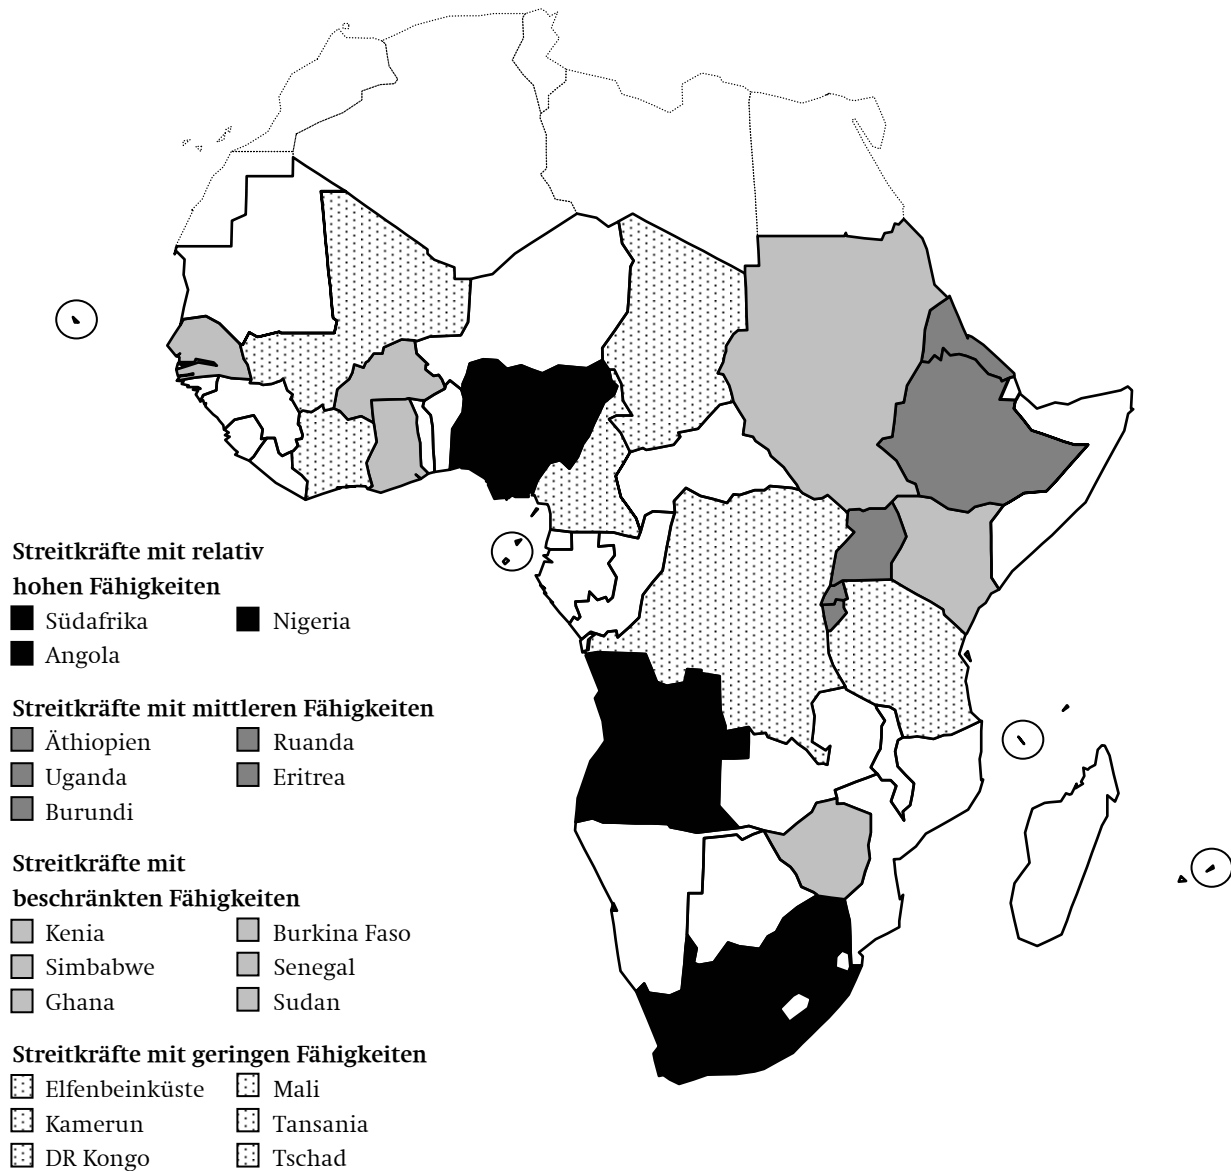 Streitkräfte mit relativ
hohen Fähigkeiten
Südafrika Nigeria
Angola
Streitkräfte mit mittleren Fähigkeiten
Äthiopien Ruanda
Uganda Eritrea
Burundi
Streitkräfte mit
beschränkten Fähigkeiten
Kenia Burkina Faso
Simbabwe Senegal
Ghana Sudan
Streitkräfte mit geringen Fähigkeiten
Elfenbeinküste Mali
Kamerun Tansania
DR Kongo Tschad